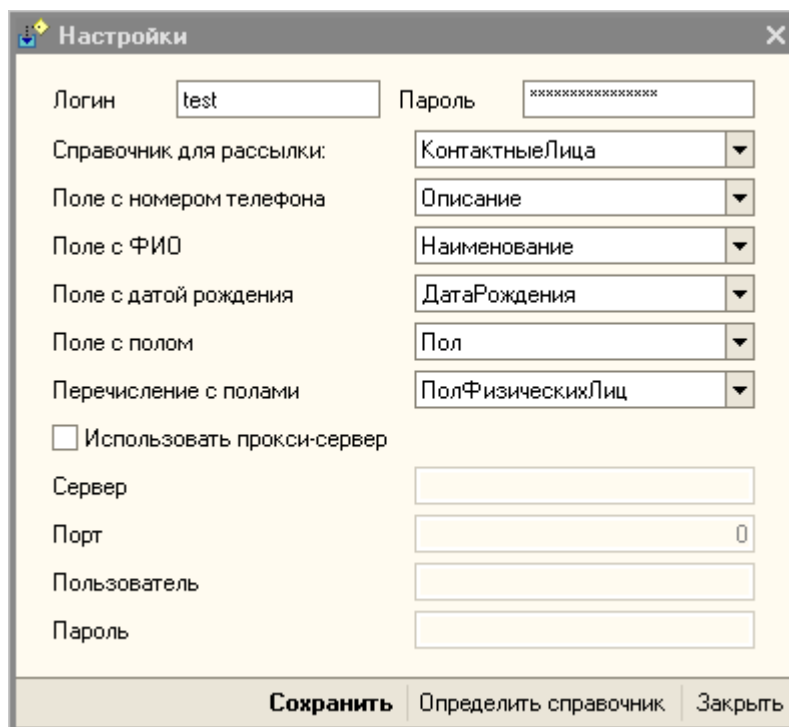 Настройки
Логин test Пароль ****************
Справочник для рассылки: КонтактныеЛица
Поле с номером телефона Описание
Поле с ФИО Наименование
Поле с датой рождения ДатаРождения
Поле с полом Пол
Перечисление с полами ПолФизическихЛиц
Использовать прокси-сервер
Сервер
Порт 0
Пользователь
Пароль
Сохранить Определить справочник Закрыть